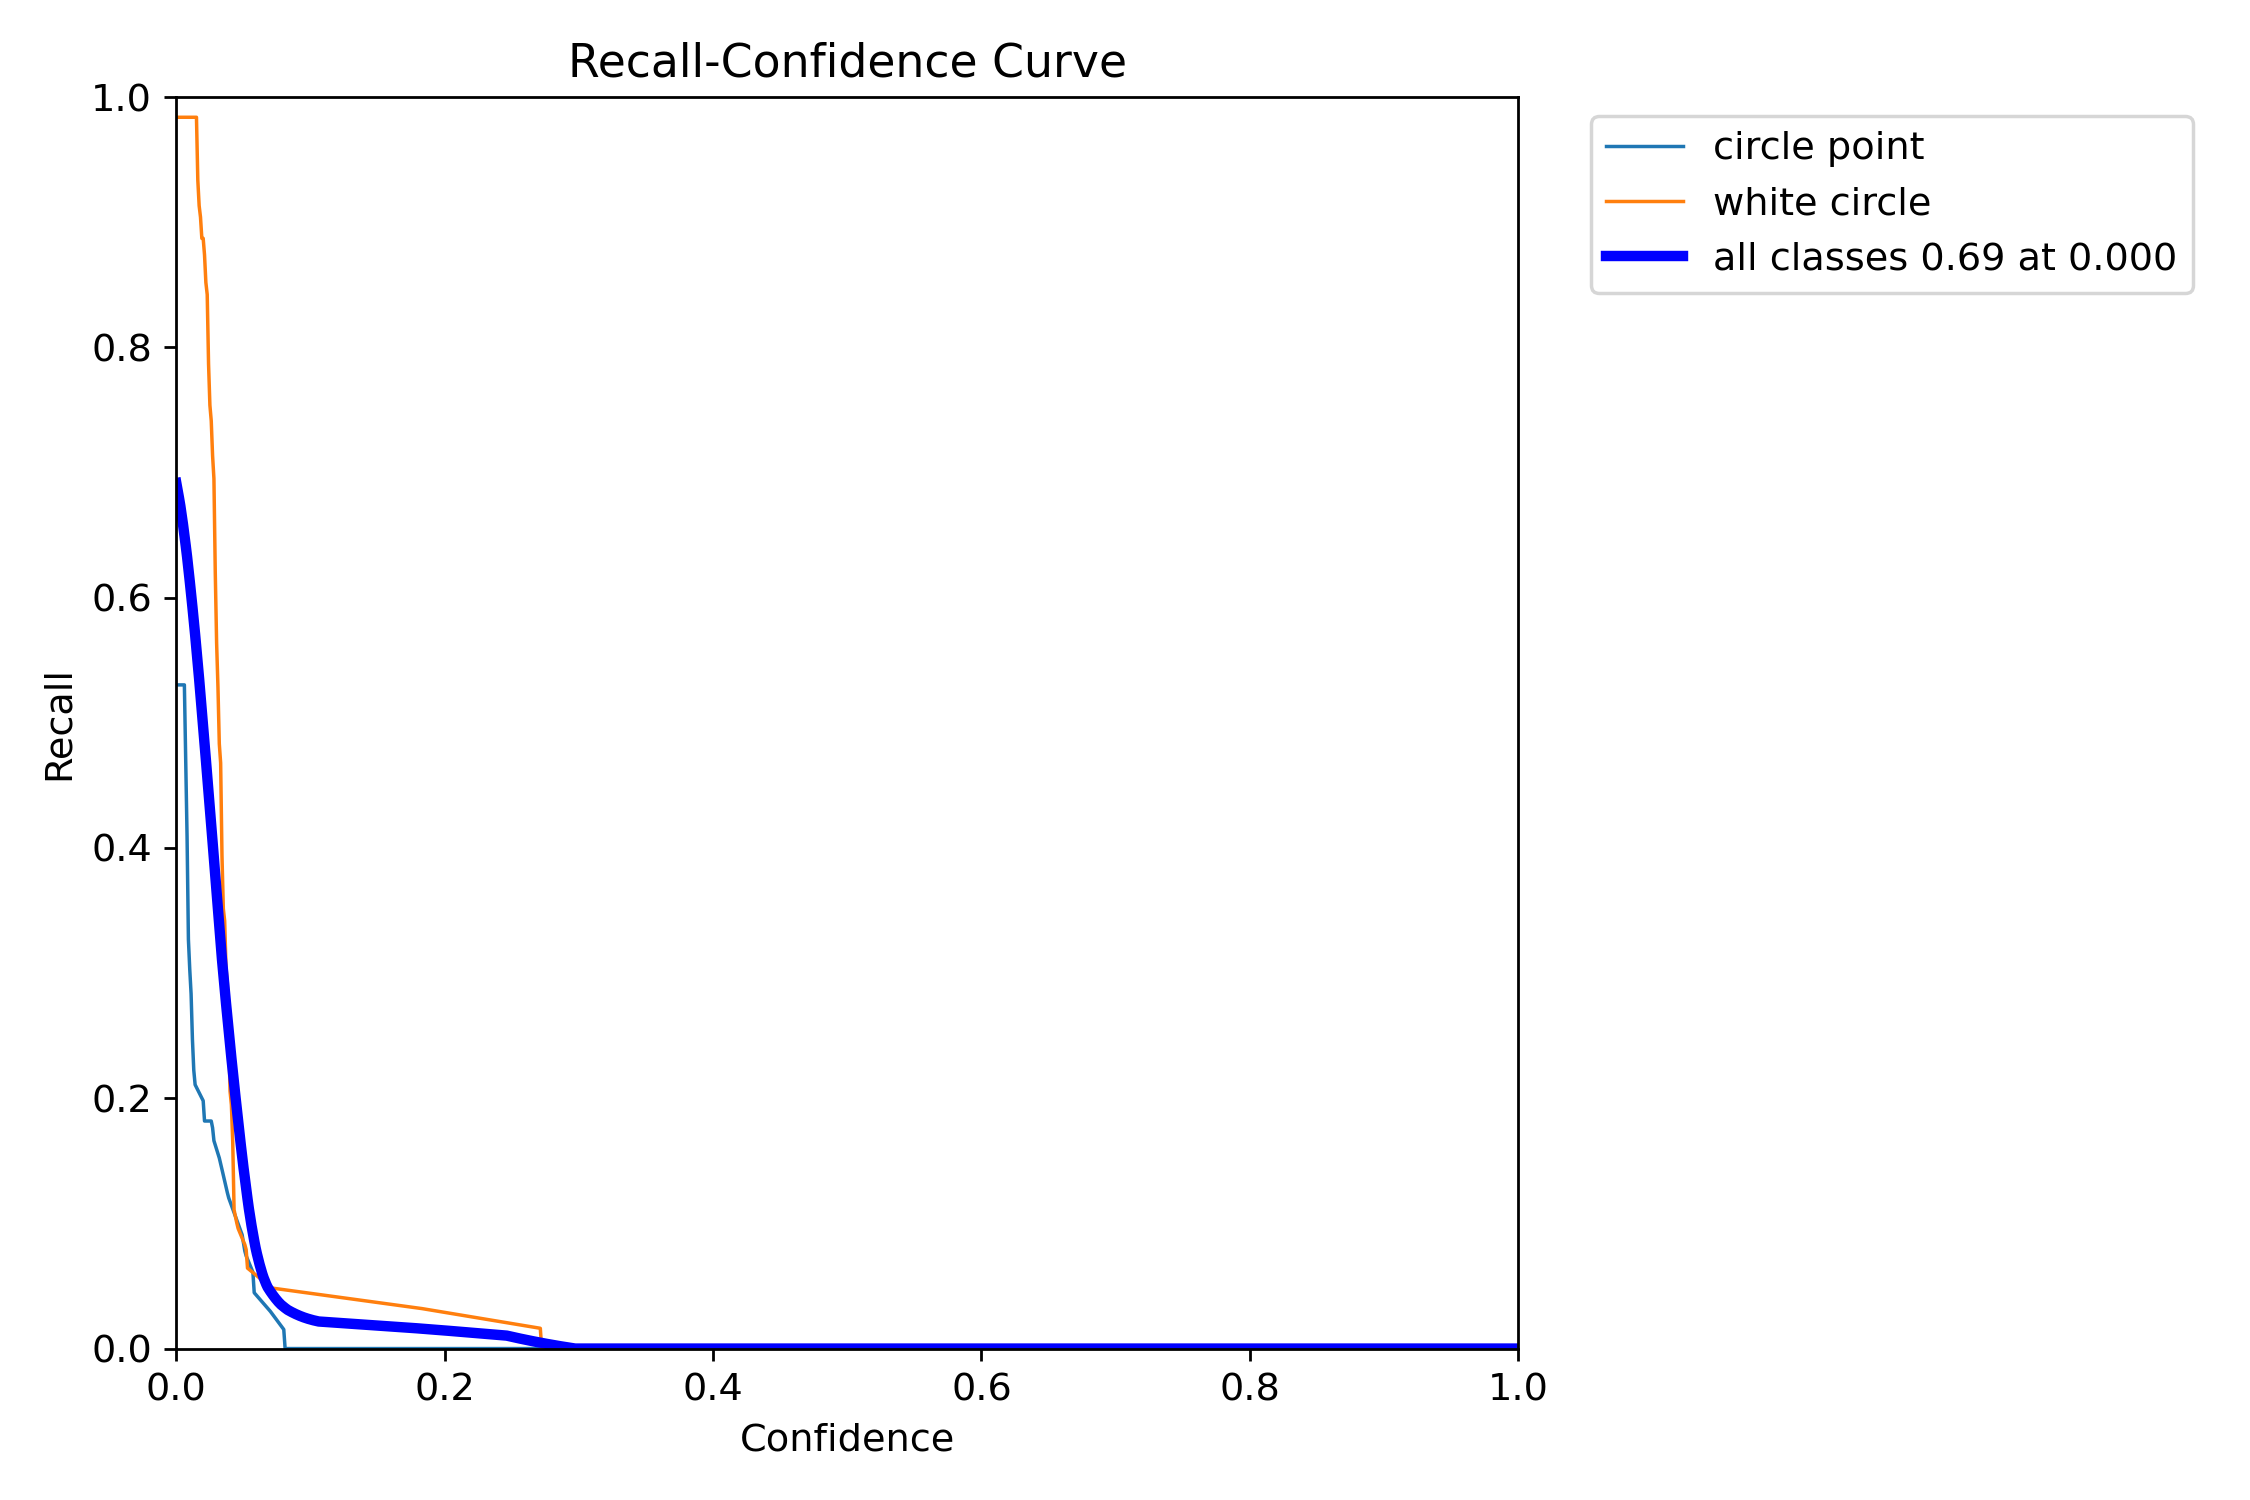 Recall-Confidence Curve
1.0
0.8
0.6
0.4
0.2
0.0
Recall
0.0 0.2 0.4 0.6 0.8 1.0
Confidence
circle point
white circle
all classes 0.69 at 0.000